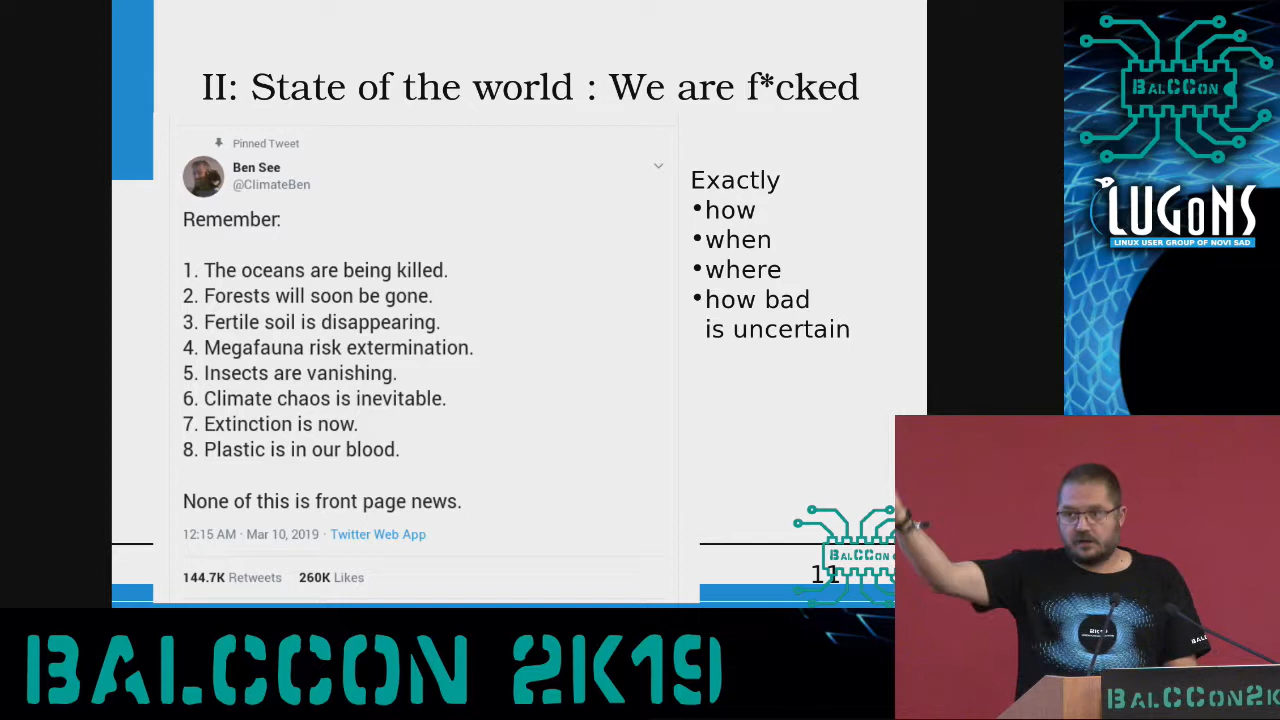 II: State of the world : We are f*cked
Pinned Tweet
Ben See
@ClimateBen
Remember:
1. The oceans are being killed.
2. Forests will soon be gone.
3. Fertile soil is disappearing.
4. Megafauna risk extermination.
5. Insects are vanishing.
6. Climate chaos is inevitable.
7. Extinction is now.
8. Plastic is in our blood.
None of this is front page news.
12:15 AM · Mar 10, 2019 · Twitter Web App
144.7K Retweets 260K Likes
Exactly
•how
•when
•where
•how bad
is uncertain
BALCCON
11
BALCCON
LUGONS
LINUX USER GROUP OF NOVI SAD
BALCCON 2K19
BALCCON2K